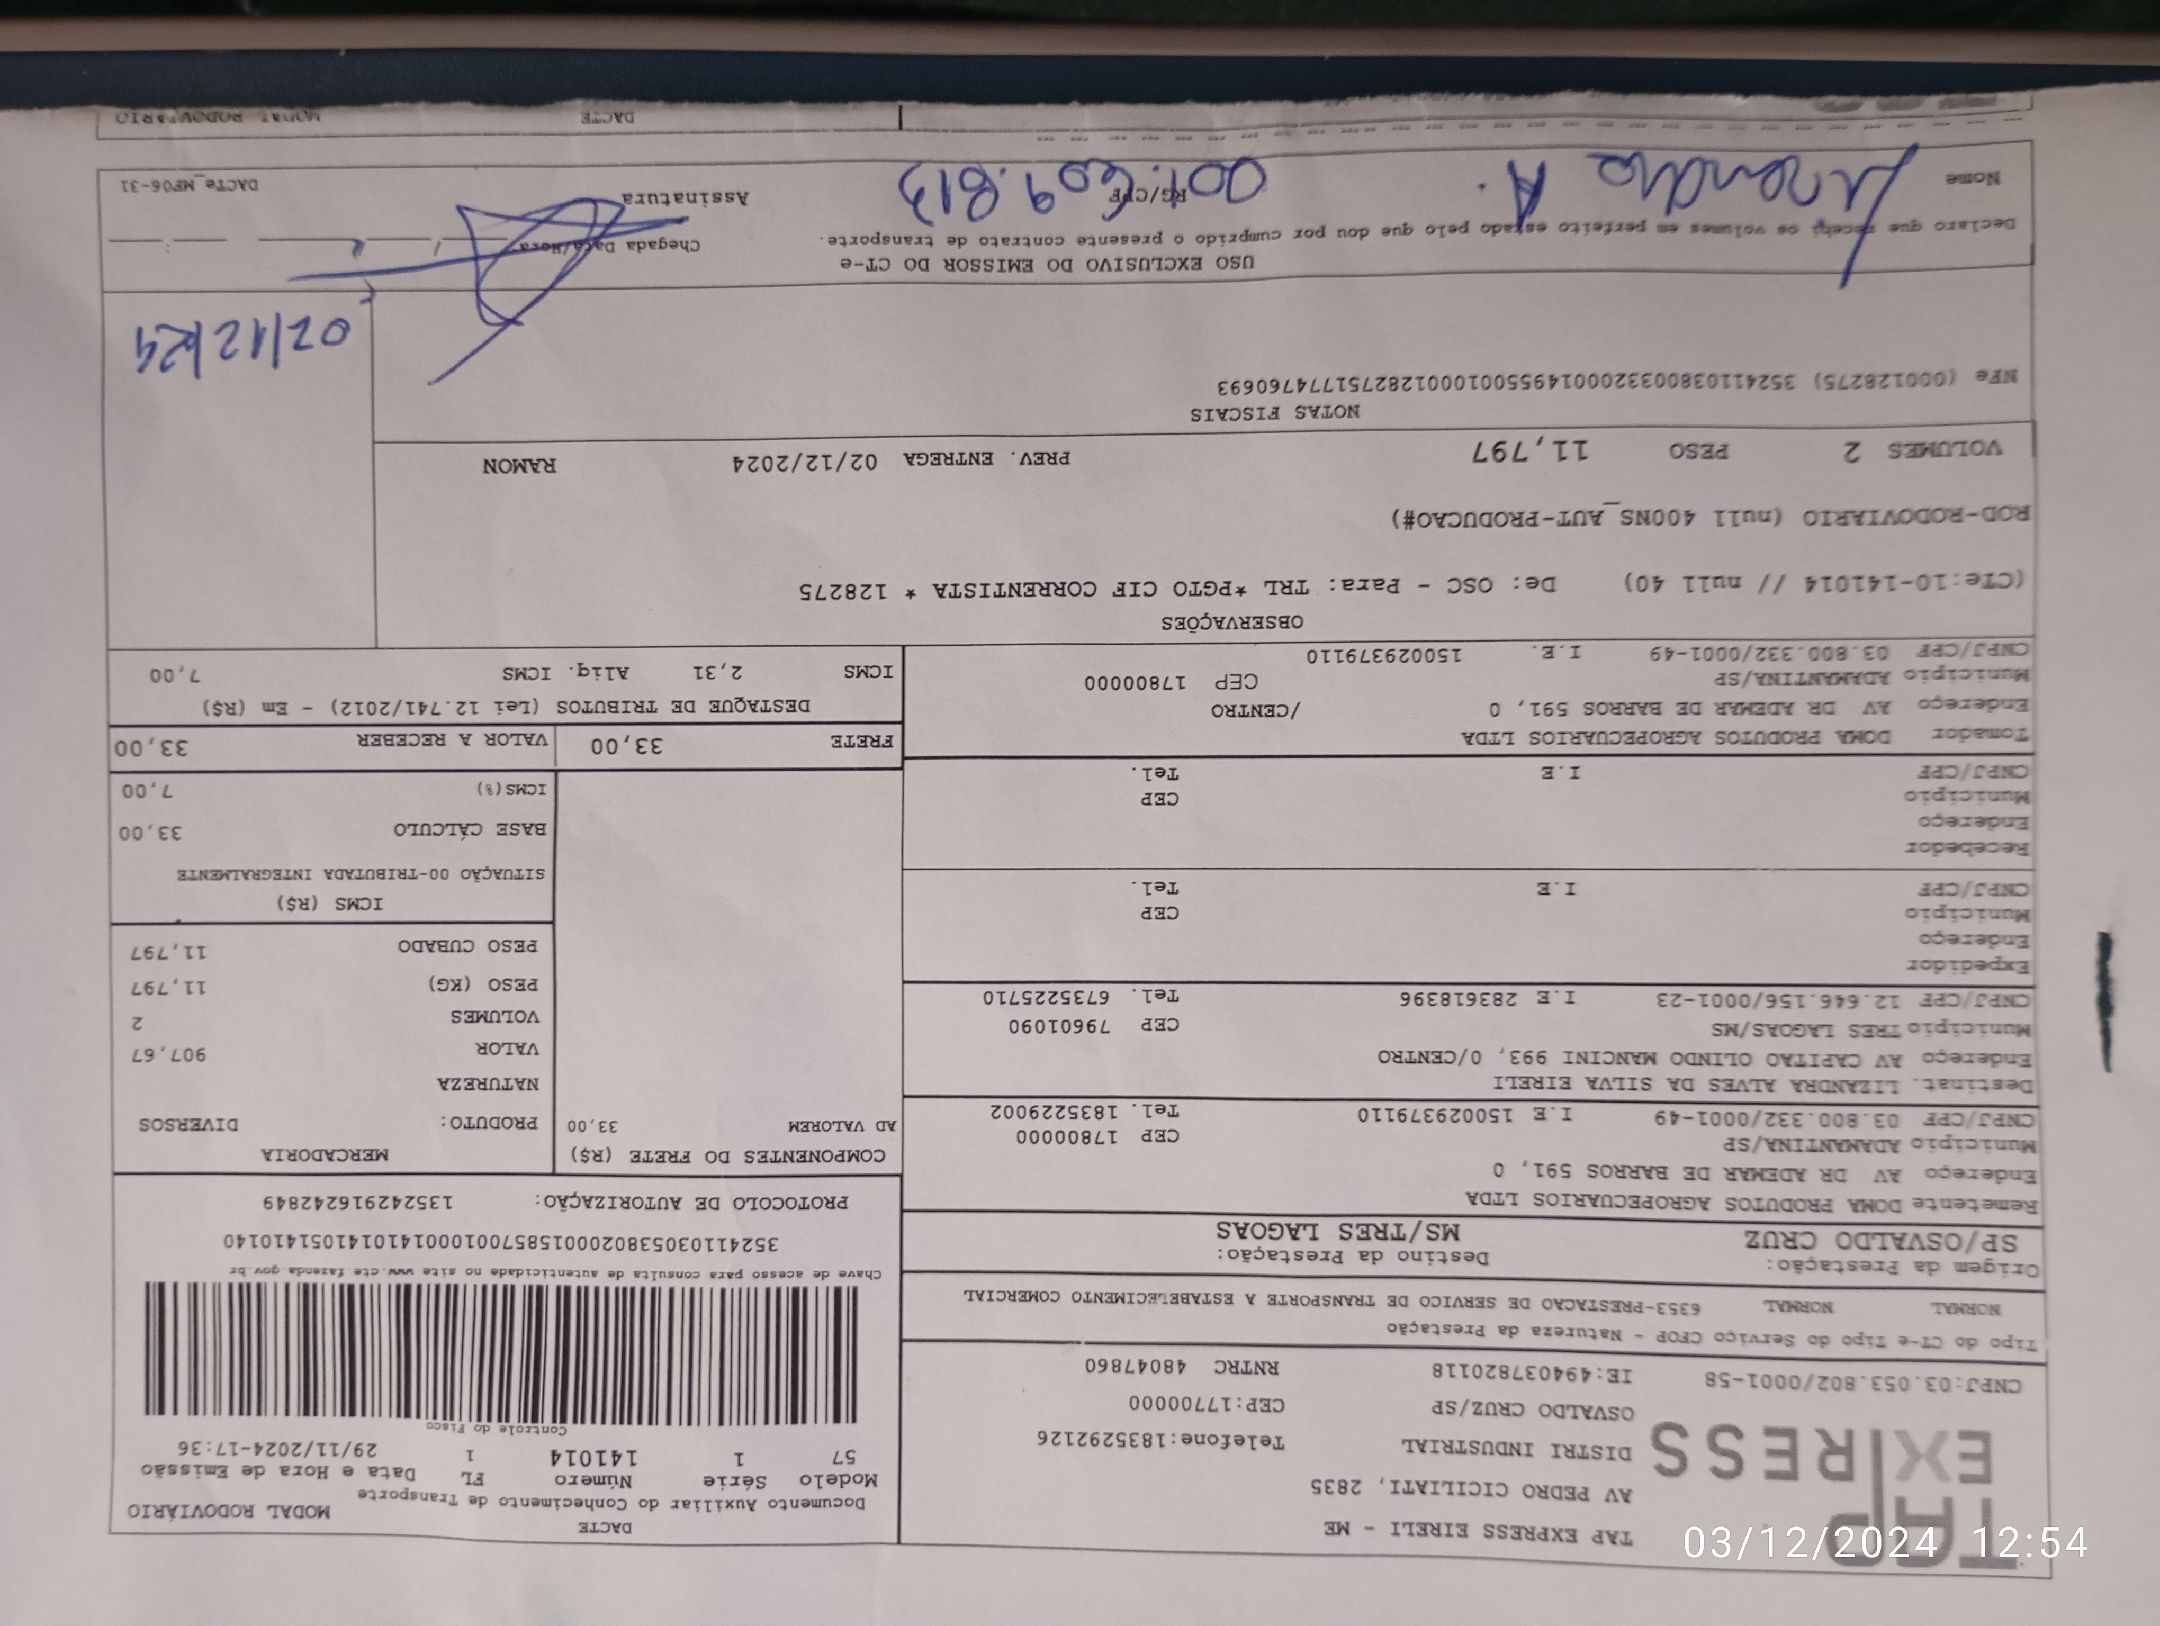 TAP
EXPRESS
TAP EXPRESS EIRELI - ME
AV PEDRO CICILIATI, 2835
DISTRI INDUSTRIAL Telefone:1835292126
OSVALDO CRUZ/SP CEP:17700000
CNPJ:03.053.802/0001-58 IE:494037820118 RNTRC 48047860
DACTE
Documento Auxiliar do Conhecimento de Transporte MODAL RODOVIÁRIO
Modelo Série Número FL Data e Hora de Emissão
57 1 141014 1 29/11/2024-17:36
Controle do Fisco
Chave de acesso para consulta de autenticidade no site www.cte.fazenda.gov.br
PROTOCOLO DE AUTORIZAÇÃO: 135242916242849
Tipo do CT-e Tipo do Serviço CFOP - Natureza da Prestação
NORMAL NORMAL 6353-PRESTACAO DE SERVICO DE TRANSPORTE A ESTABELECIMENTO COMERCIAL
Origem da Prestação: Destino da Prestação:
SP/OSVALDO CRUZ MS/TRES LAGOAS
Remetente DOMA PRODUTOS AGROPECUARIOS LTDA
Endereço AV DR ADEMAR DE BARROS 591, 0
Município ADAMANTINA/SP CEP 17800000
CNPJ/CPF 03.800.332/0001-49 I.E 150029379110 Tel. 1835229002
Destinat. LIZANDRA ALVES DA SILVA EIRELI
Endereço AV CAPITAO OLINDO MANCINI 993, 0/CENTRO
Município TRES LAGOAS/MS CEP 79601090
CNPJ/CPF 12.646.156/0001-23 I.E 283618396 Tel. 6735225710
Expedidor
Endereço
Município CEP
CNPJ/CPF I.E Tel.
Recebedor
Endereço
Município CEP
CNPJ/CPF I.E Tel.
Tomador DOMA PRODUTOS AGROPECUARIOS LTDA
Endereço AV DR ADEMAR DE BARROS 591, 0 /CENTRO
Município ADAMANTINA/SP CEP 17800000
CNPJ/CPF 03.800.332/0001-49 I.E. 150029379110
COMPONENTES DO FRETE (R$)
AD VALOREM 33,00
MERCADORIA
PRODUTO: DIVERSOS
NATUREZA
VALOR 907,67
VOLUMES 2
PESO (KG) 11,797
PESO CUBADO 11,797
ICMS (R$)
SITUAÇÃO 00-TRIBUTADA INTEGRALMENTE
BASE CÁLCULO 33,00
ICMS(%) 7,00
FRETE 33,00 VALOR A RECEBER 33,00
DESTAQUE DE TRIBUTOS (Lei 12.741/2012) - Em (R$)
ICMS 2,31 Aliq. ICMS 7,00
OBSERVAÇÕES
(CTe:10-141014 // null 40) De: OSC - Para: TRL *PGTO CIF CORRENTISTA * 128275
ROD-RODOVIARIO (null 400NS_AUT-PRODUCAO#)
VOLUMES 2 PESO 11,797 PREV. ENTREGA 02/12/2024 RAMON
NOTAS FISCAIS
NFe (000128275) 35241103800332000149550010001282751774760693
02/12/24
USO EXCLUSIVO DO EMISSOR DO CT-e
Declaro que recebi os volumes em perfeito estado pelo que dou por cumprido o presente contrato de transporte.
Chegada Data/Hora / / :
Nome A. RG/CPF 001.609.813 Assinatura
DACTe_MP06-31
DACTE MODAL RODOVIÁRIO
03/12/2024 12:54